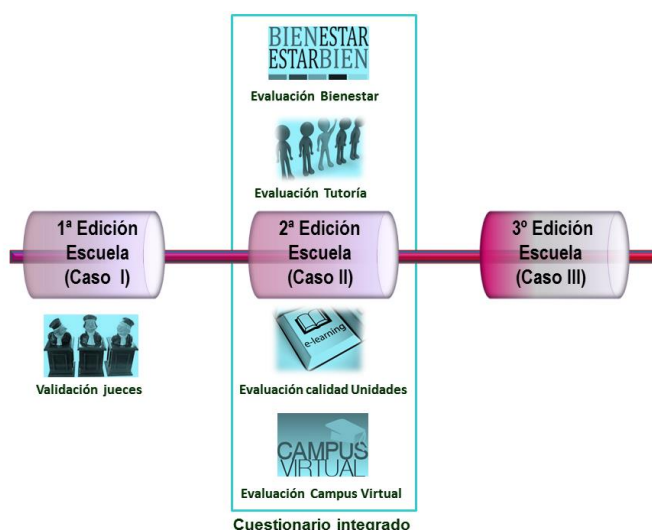 BIENESTAR
ESTARBIEN
Evaluación Bienestar
Evaluación Tutoría
1ª Edición
Escuela
(Caso I)
2ª Edición
Escuela
(Caso II)
3º Edición
Escuela
(Caso III)
Validación jueces
e-learning
Evaluación calidad Unidades
CAMPUS
VIRTUAL
Evaluación Campus Virtual
Cuestionario integrado